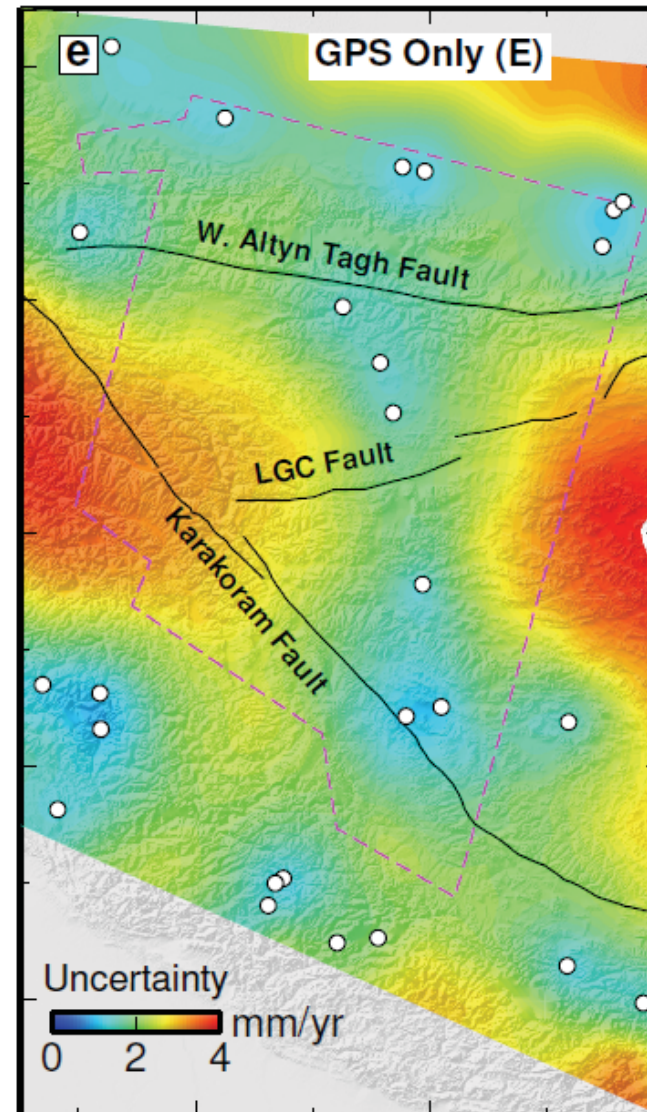 e
GPS Only (E)
W. Altyn Tagh Fault
LGC Fault
Karakoram Fault
Uncertainty
mm/yr
0 2 4